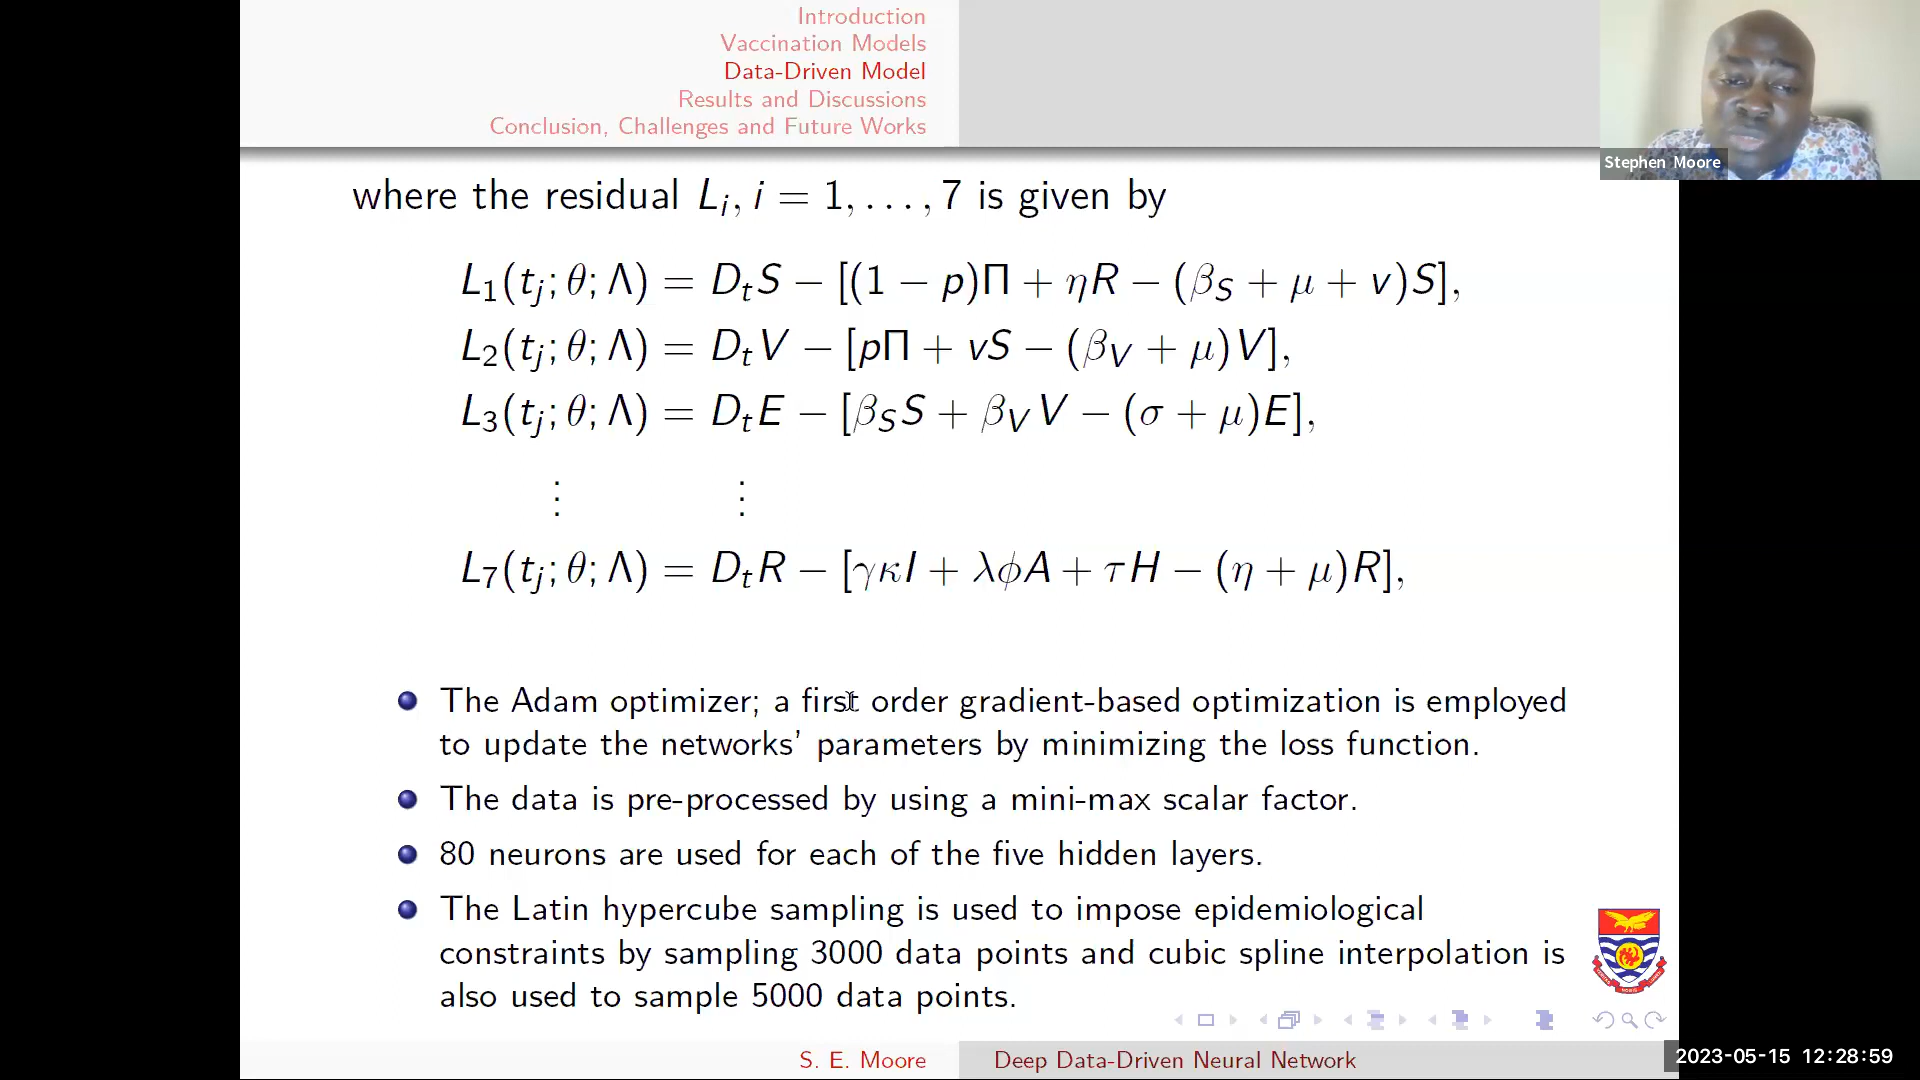 Introduction
Vaccination Models
Data-Driven Model
Results and Discussions
Conclusion, Challenges and Future Works
Stephen Moore
where the residual L_i, i = 1, . . . , 7 is given by
L_1(t_j; θ; Λ) = D_tS − [(1 − p)Π + ηR − (β_S + μ + v)S],
L_2(t_j; θ; Λ) = D_tV − [pΠ + vS − (β_V + μ)V],
L_3(t_j; θ; Λ) = D_tE − [β_SS + β_VV − (σ + μ)E],
⋮ ⋮
L_7(t_j; θ; Λ) = D_tR − [γκI + λϕA + τH − (η + μ)R],
The Adam optimizer; a first order gradient-based optimization is employed
to update the networks' parameters by minimizing the loss function.
The data is pre-processed by using a mini-max scalar factor.
80 neurons are used for each of the five hidden layers.
The Latin hypercube sampling is used to impose epidemiological
constraints by sampling 3000 data points and cubic spline interpolation is
also used to sample 5000 data points.
S. E. Moore
Deep Data-Driven Neural Network
2023-05-15 12:28:59